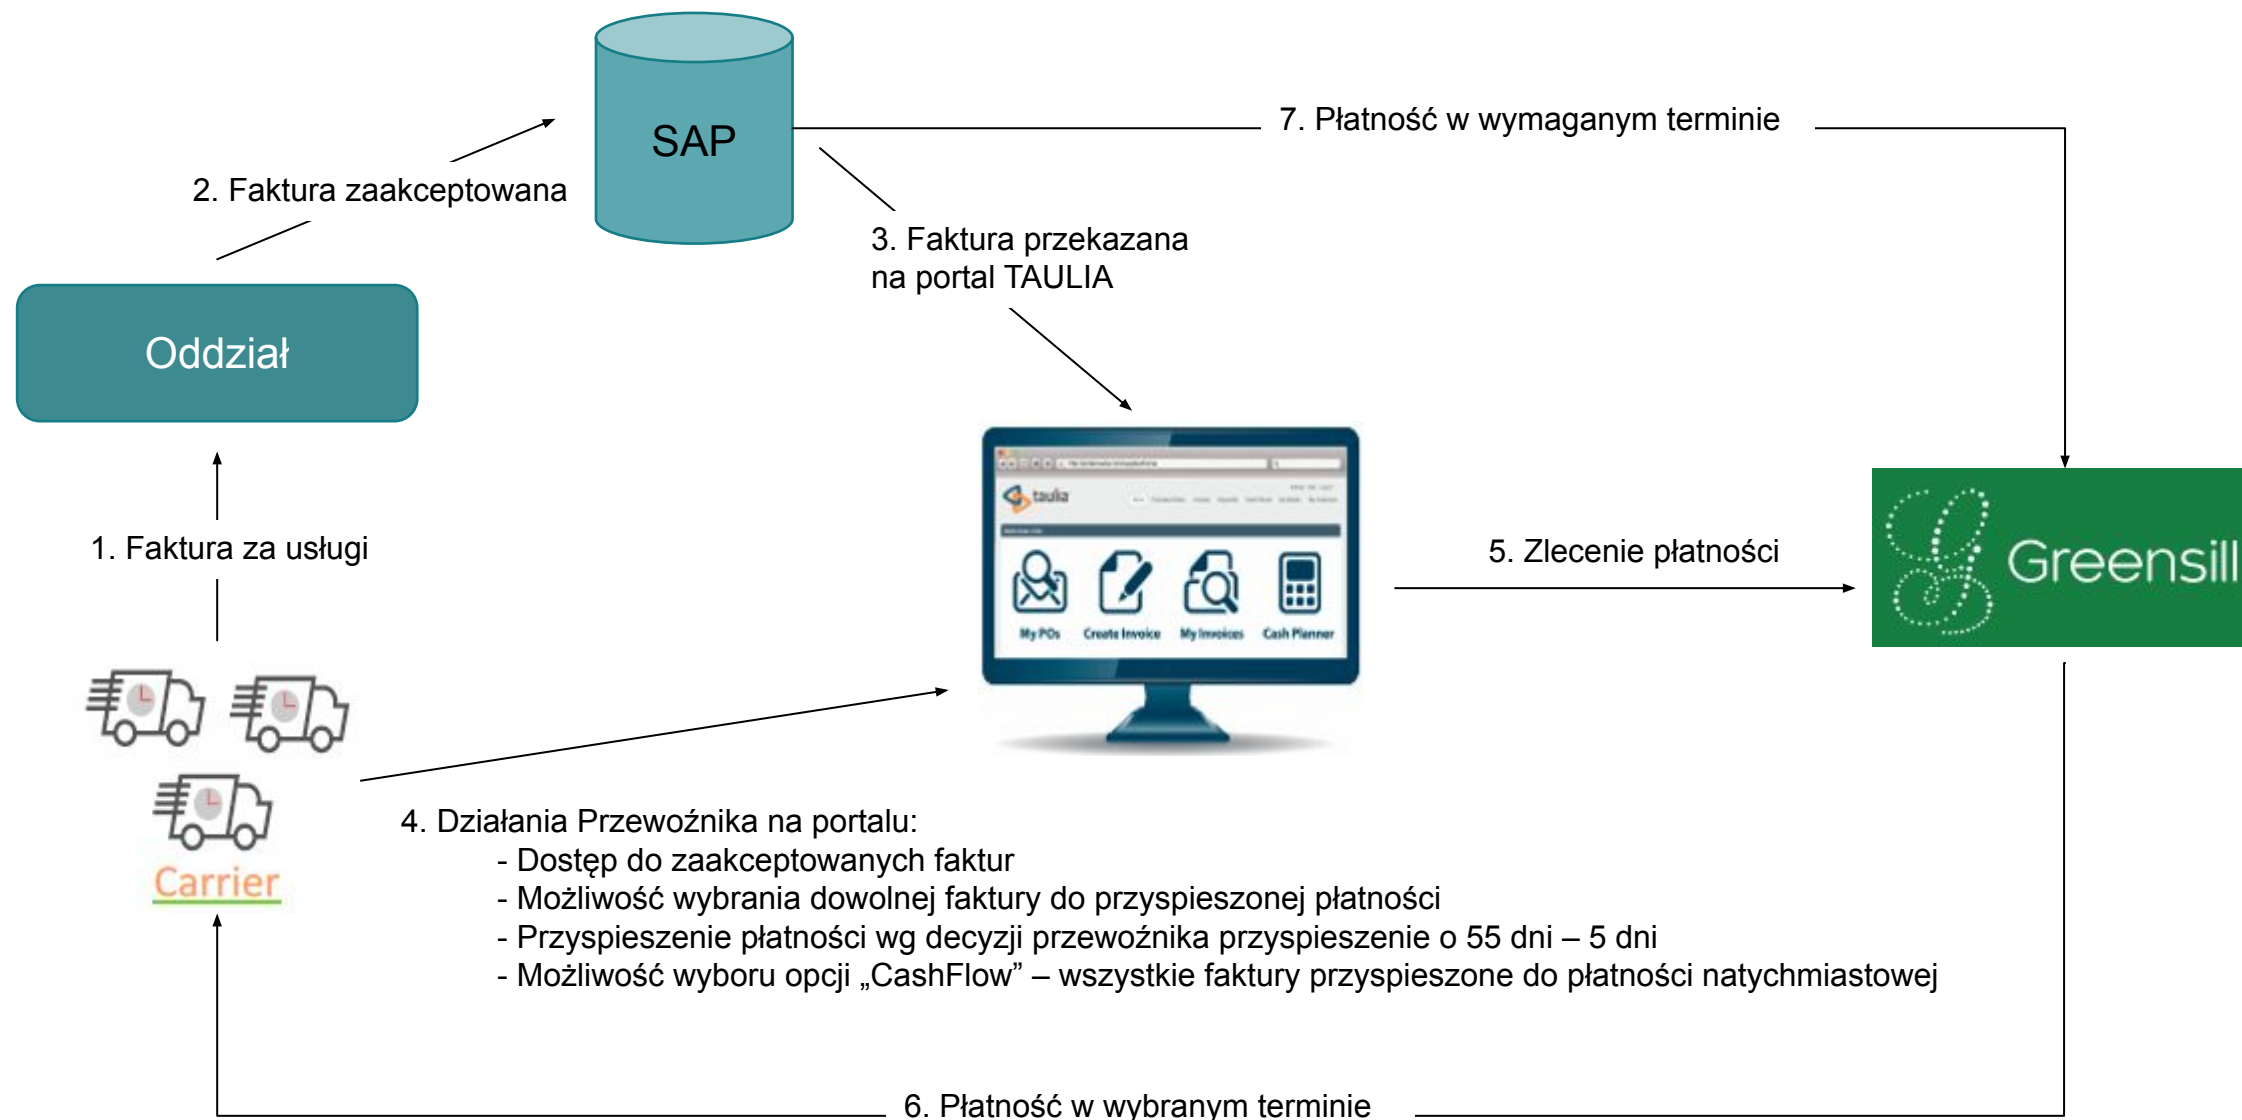 SAP
7. Płatność w wymaganym terminie
2. Faktura zaakceptowana
3. Faktura przekazana
na portal TAULIA
Oddział
1. Faktura za usługi
taulia
My POs
Create Invoice
My Invoices
Cash Planner
5. Zlecenie płatności
Greensill
Carrier
4. Działania Przewoźnika na portalu:
- Dostęp do zaakceptowanych faktur
- Możliwość wybrania dowolnej faktury do przyspieszonej płatności
- Przyspieszenie płatności wg decyzji przewoźnika przyspieszenie o 55 dni – 5 dni
- Możliwość wyboru opcji „CashFlow” – wszystkie faktury przyspieszone do płatności natychmiastowej
6. Płatność w wybranym terminie